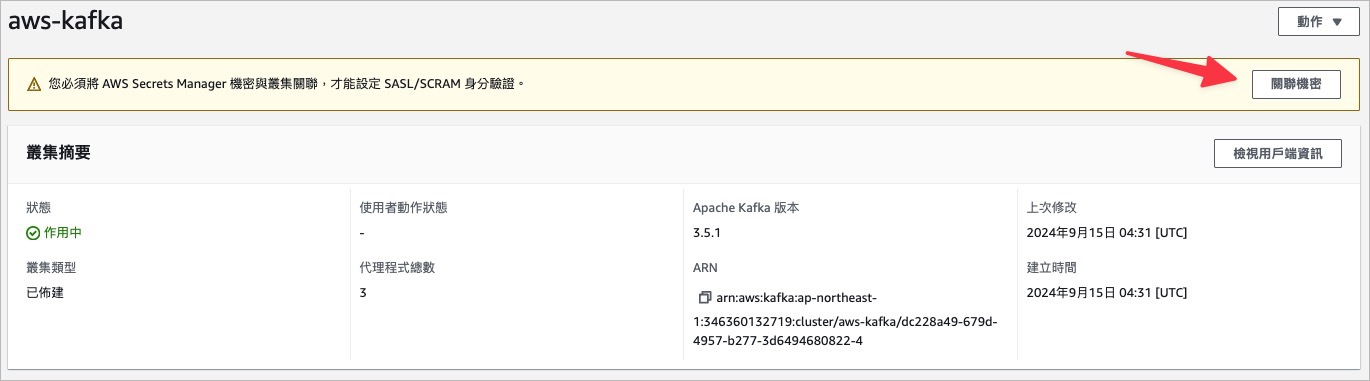 aws-kafka
動作 ▼
您必須將 AWS Secrets Manager 機密與叢集關聯，才能設定 SASL/SCRAM 身分驗證。
關聯機密
叢集摘要
檢視用戶端資訊
狀態
作用中
使用者動作狀態
-
Apache Kafka 版本
3.5.1
上次修改
2024年9月15日 04:31 [UTC]
叢集類型
已佈建
代理程式總數
3
ARN
arn:aws:kafka:ap-northeast-
1:346360132719:cluster/aws-kafka/dc228a49-679d-
4957-b277-3d6494680822-4
建立時間
2024年9月15日 04:31 [UTC]